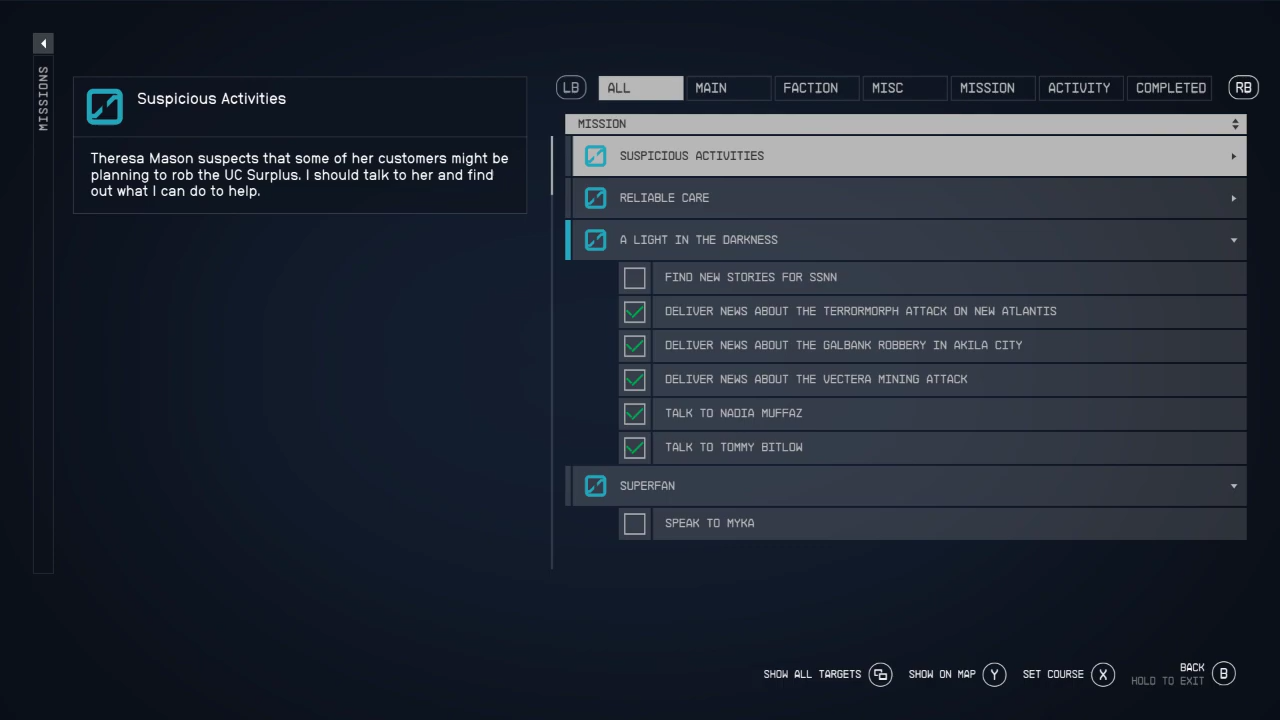 MISSIONS
Suspicious Activities
Theresa Mason suspects that some of her customers might be
planning to rob the UC Surplus. I should talk to her and find
out what I can do to help.
LB ALL MAIN FACTION MISC MISSION ACTIVITY COMPLETED RB
MISSION
SUSPICIOUS ACTIVITIES
RELIABLE CARE
A LIGHT IN THE DARKNESS
FIND NEW STORIES FOR SSNN
DELIVER NEWS ABOUT THE TERRORMORPH ATTACK ON NEW ATLANTIS
DELIVER NEWS ABOUT THE GALBANK ROBBERY IN AKILA CITY
DELIVER NEWS ABOUT THE VECTERA MINING ATTACK
TALK TO NADIA MUFFAZ
TALK TO TOMMY BITLOW
SUPERFAN
SPEAK TO MYKA
SHOW ALL TARGETS SHOW ON MAP Y SET COURSE X BACK B
HOLD TO EXIT